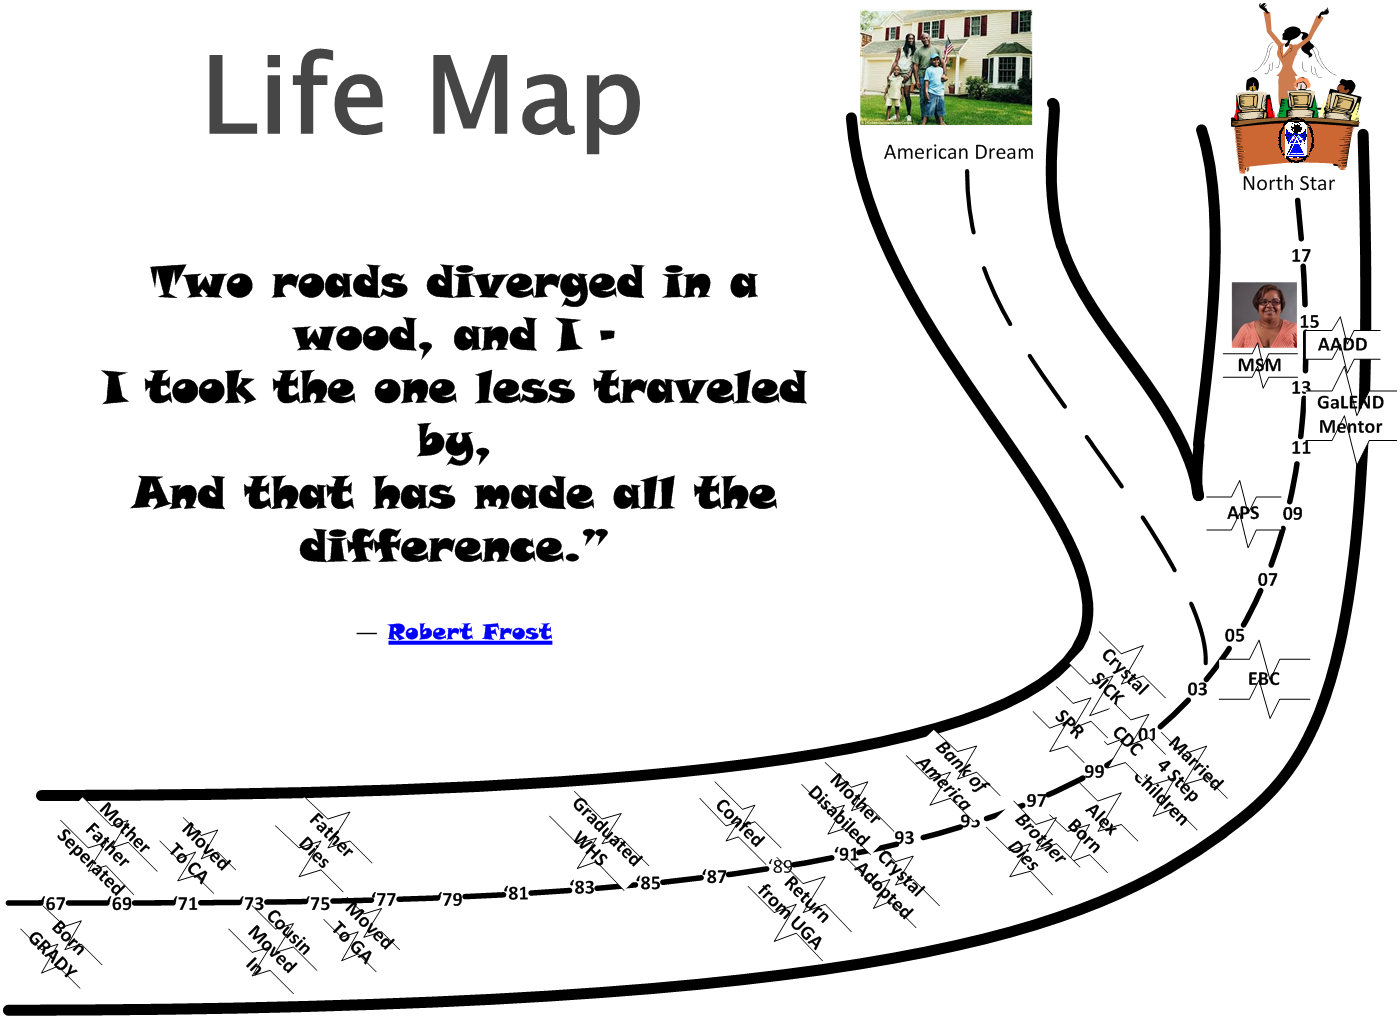 Life Map
American Dream
North Star
Two roads diverged in a
wood, and I -
I took the one less traveled
by,
And that has made all the
difference.”
— Robert Frost
17
15
AADD
MSM
13
GaLEND
Mentor
11
APS
09
07
05
EBC
03
Crystal
SICK
SPR
CDC
01
Married
4 Step
Children
99
Alex
Born
97
Brother
Dies
95
Bank of
America
93
Mother
Disabiled
'91
Crystal
Adopted
'89
Return
from UGA
Confed
'87
'85
Graduated
WHS
'83
'81
'79
'77
Moved
To GA
Father
Dies
'75
'73
Cousin
Moved
In
'71
Moved
To CA
69
Mother
Father
Seperated
'67
Born
GRADY